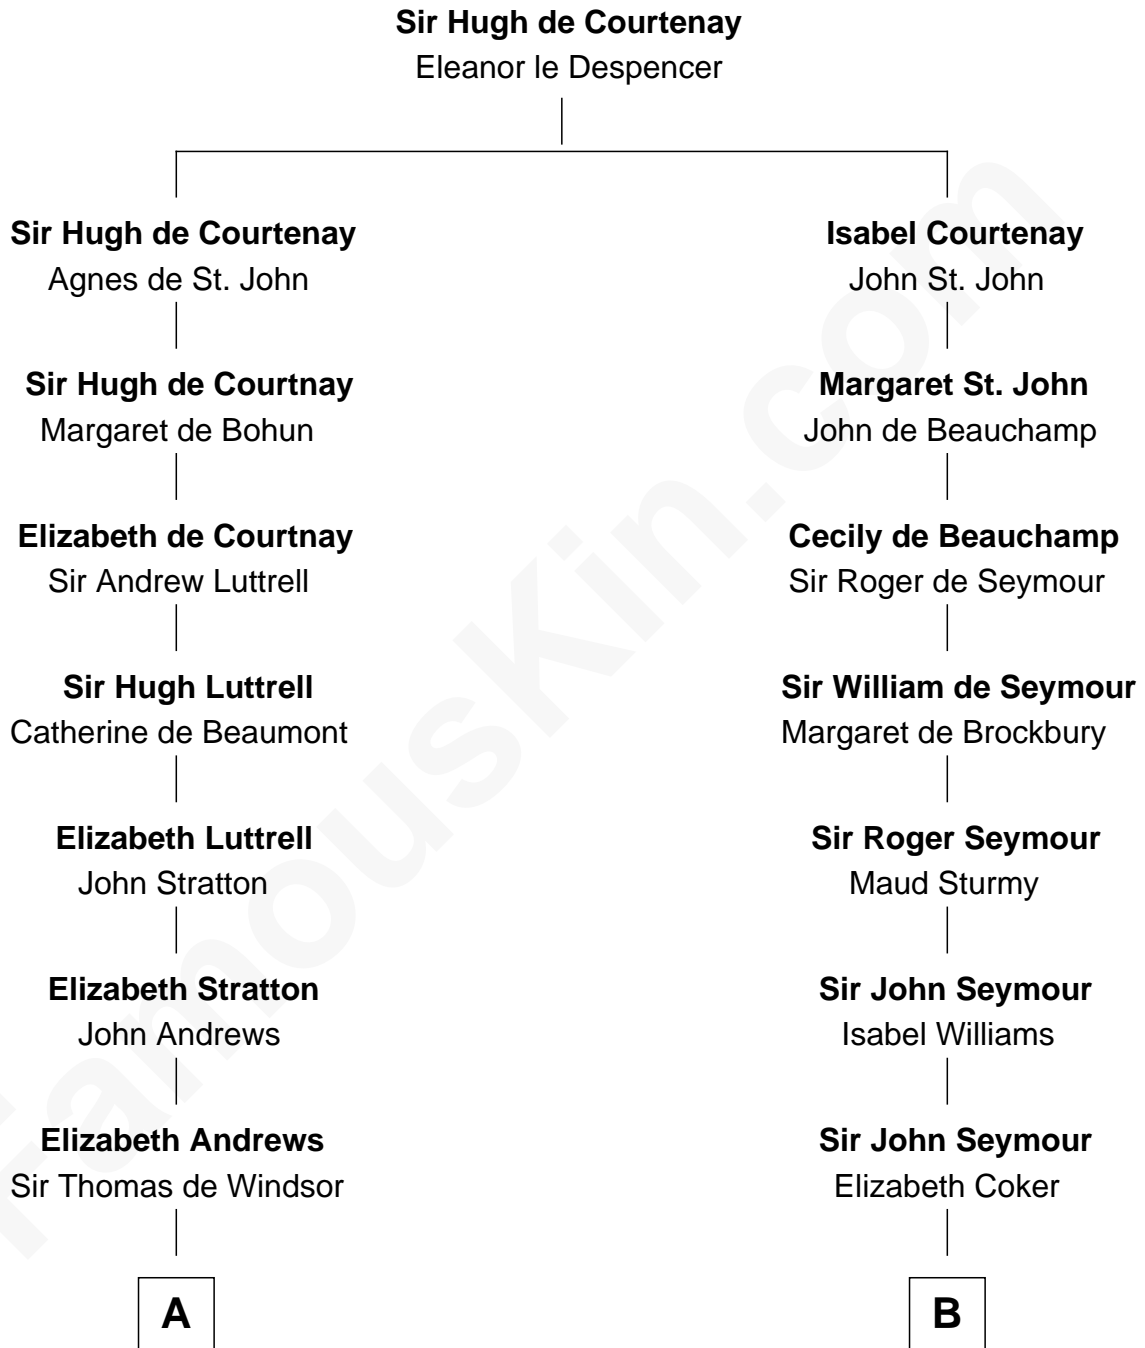 Sir Hugh de Courtenay
Eleanor le Despencer
Sir Hugh de Courtenay
Agnes de St. John
Isabel Courtenay
John St. John
Sir Hugh de Courtnay
Margaret de Bohun
Margaret St. John
John de Beauchamp
Elizabeth de Courtnay
Sir Andrew Luttrell
Cecily de Beauchamp
Sir Roger de Seymour
Sir Hugh Luttrell
Catherine de Beaumont
Sir William de Seymour
Margaret de Brockbury
Elizabeth Luttrell
John Stratton
Sir Roger Seymour
Maud Sturmy
Elizabeth Stratton
John Andrews
Sir John Seymour
Isabel Williams
Elizabeth Andrews
Sir Thomas de Windsor
Sir John Seymour
Elizabeth Coker
A
B
FamousKin.com